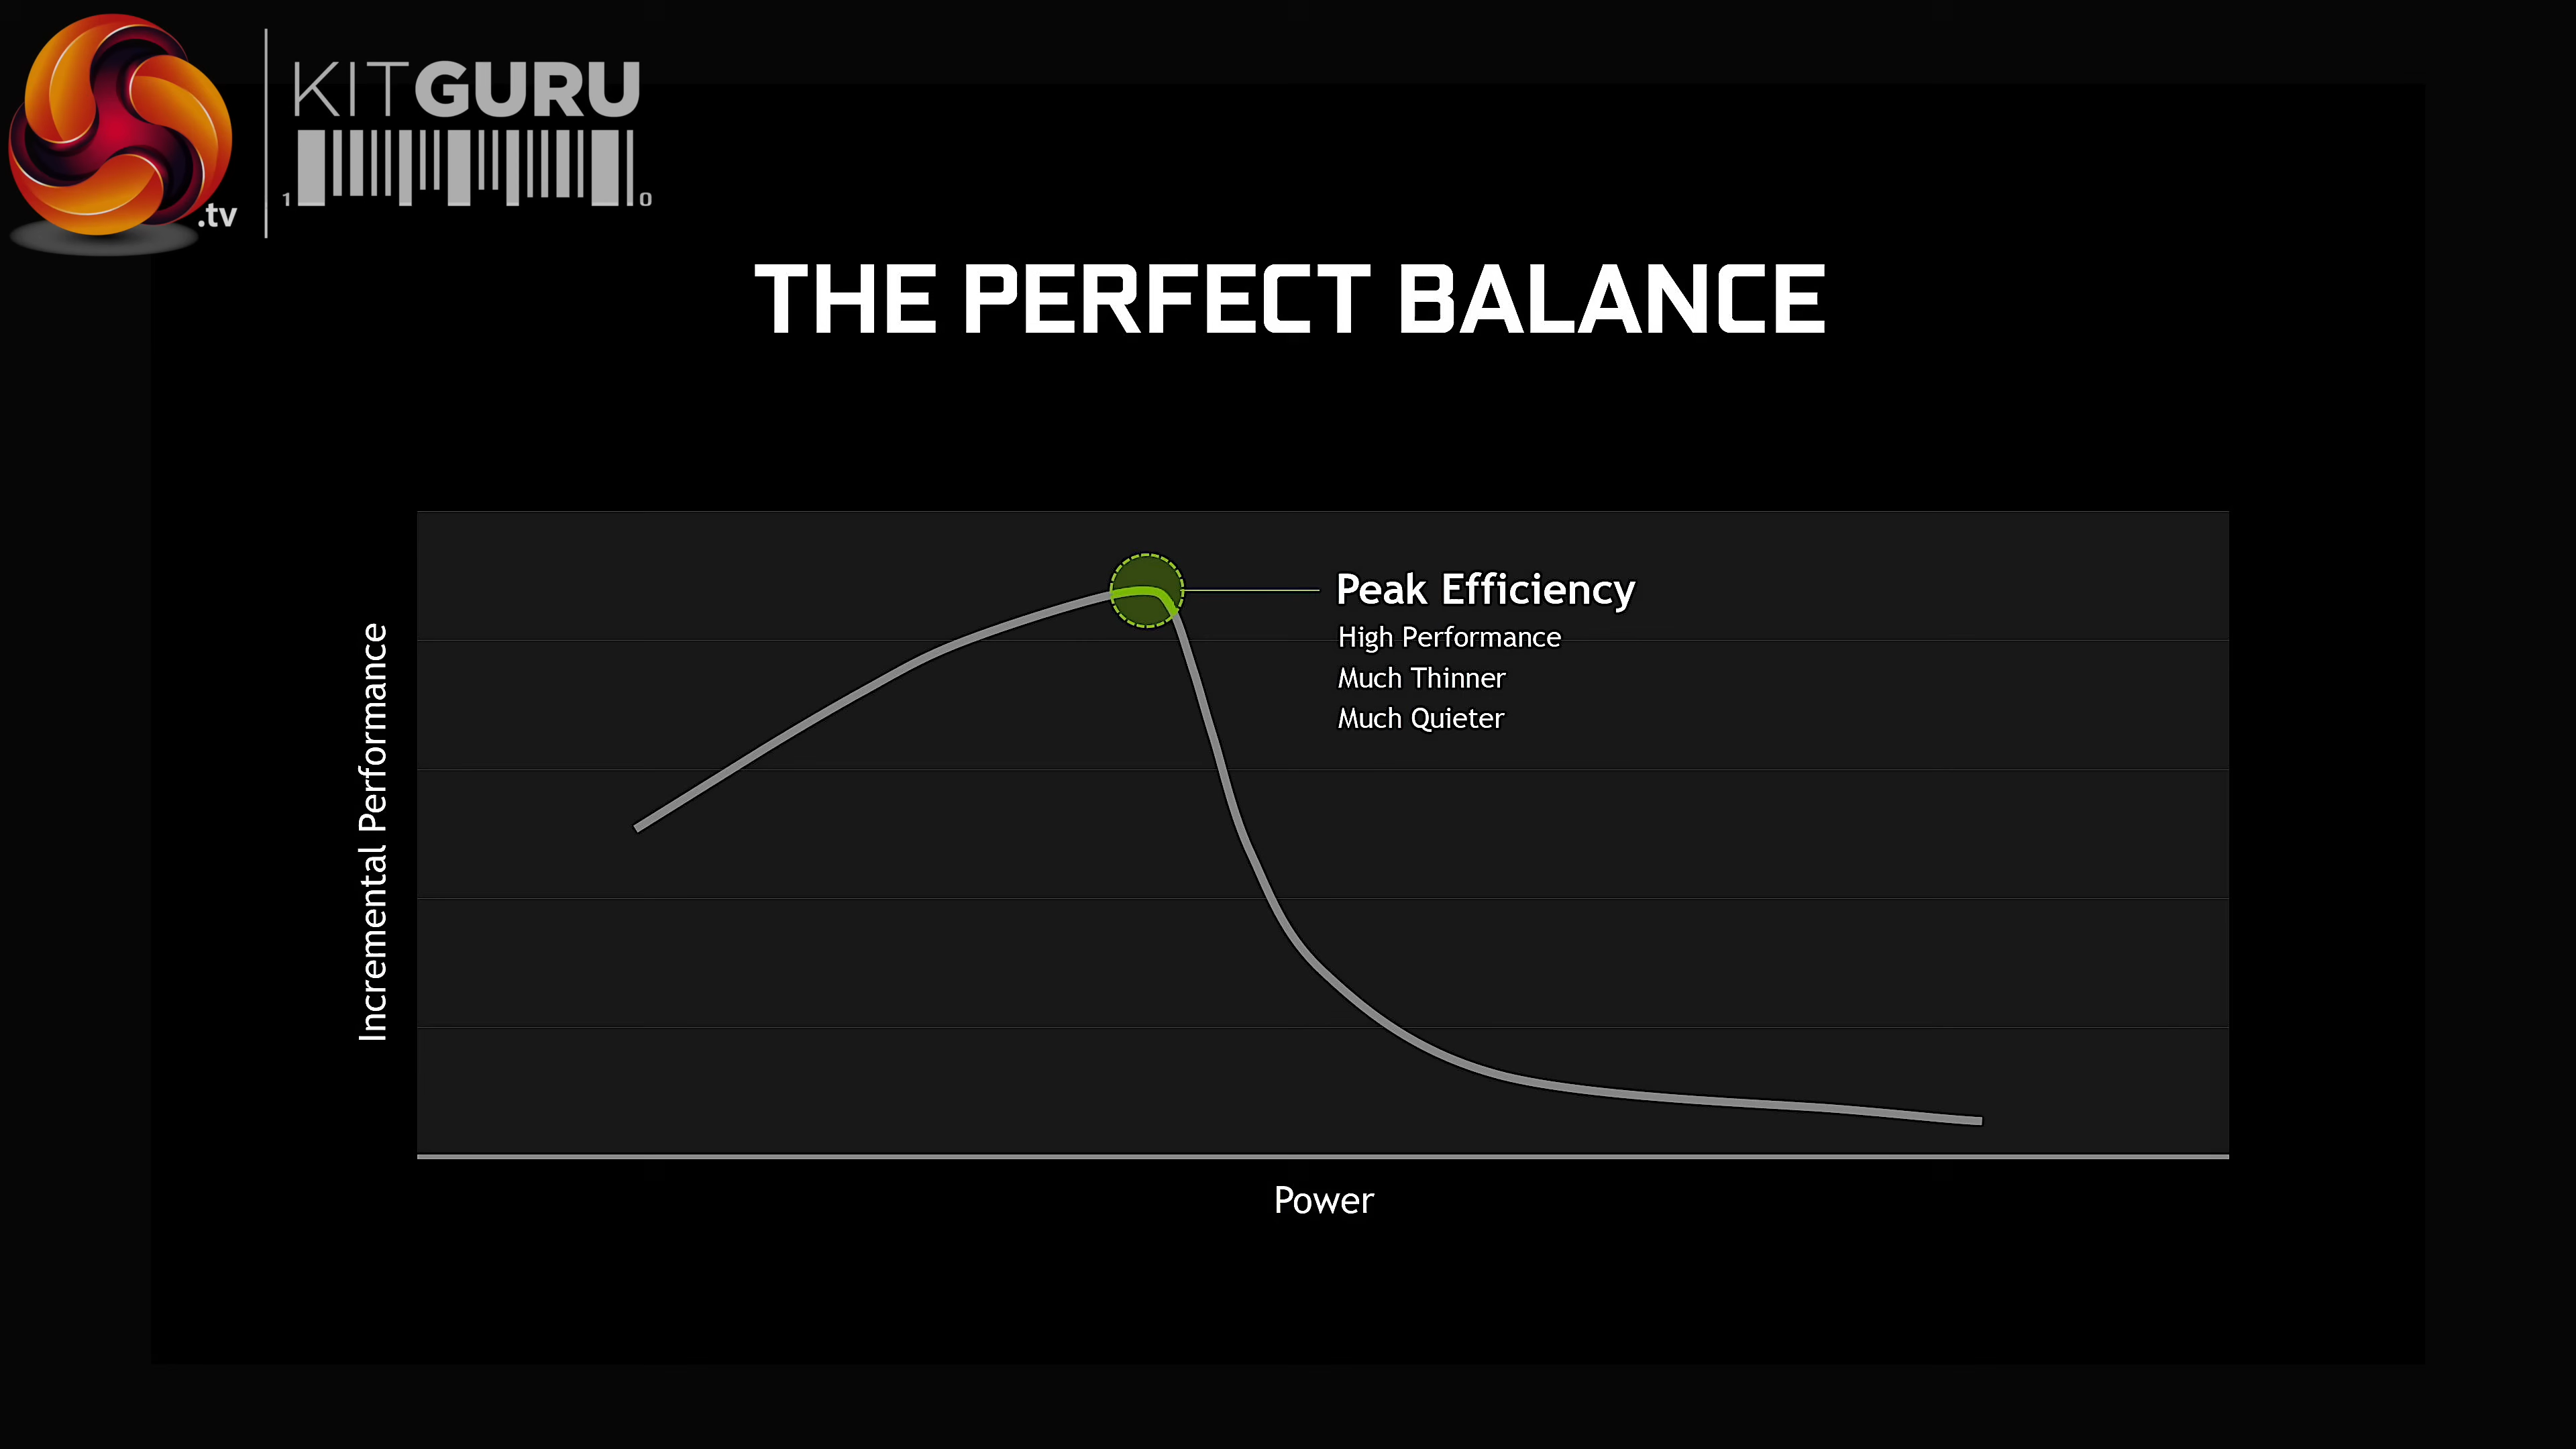 KITGURU
.tv
1 0
THE PERFECT BALANCE
Peak Efficiency
High Performance
Much Thinner
Much Quieter
Incremental Performance
Power